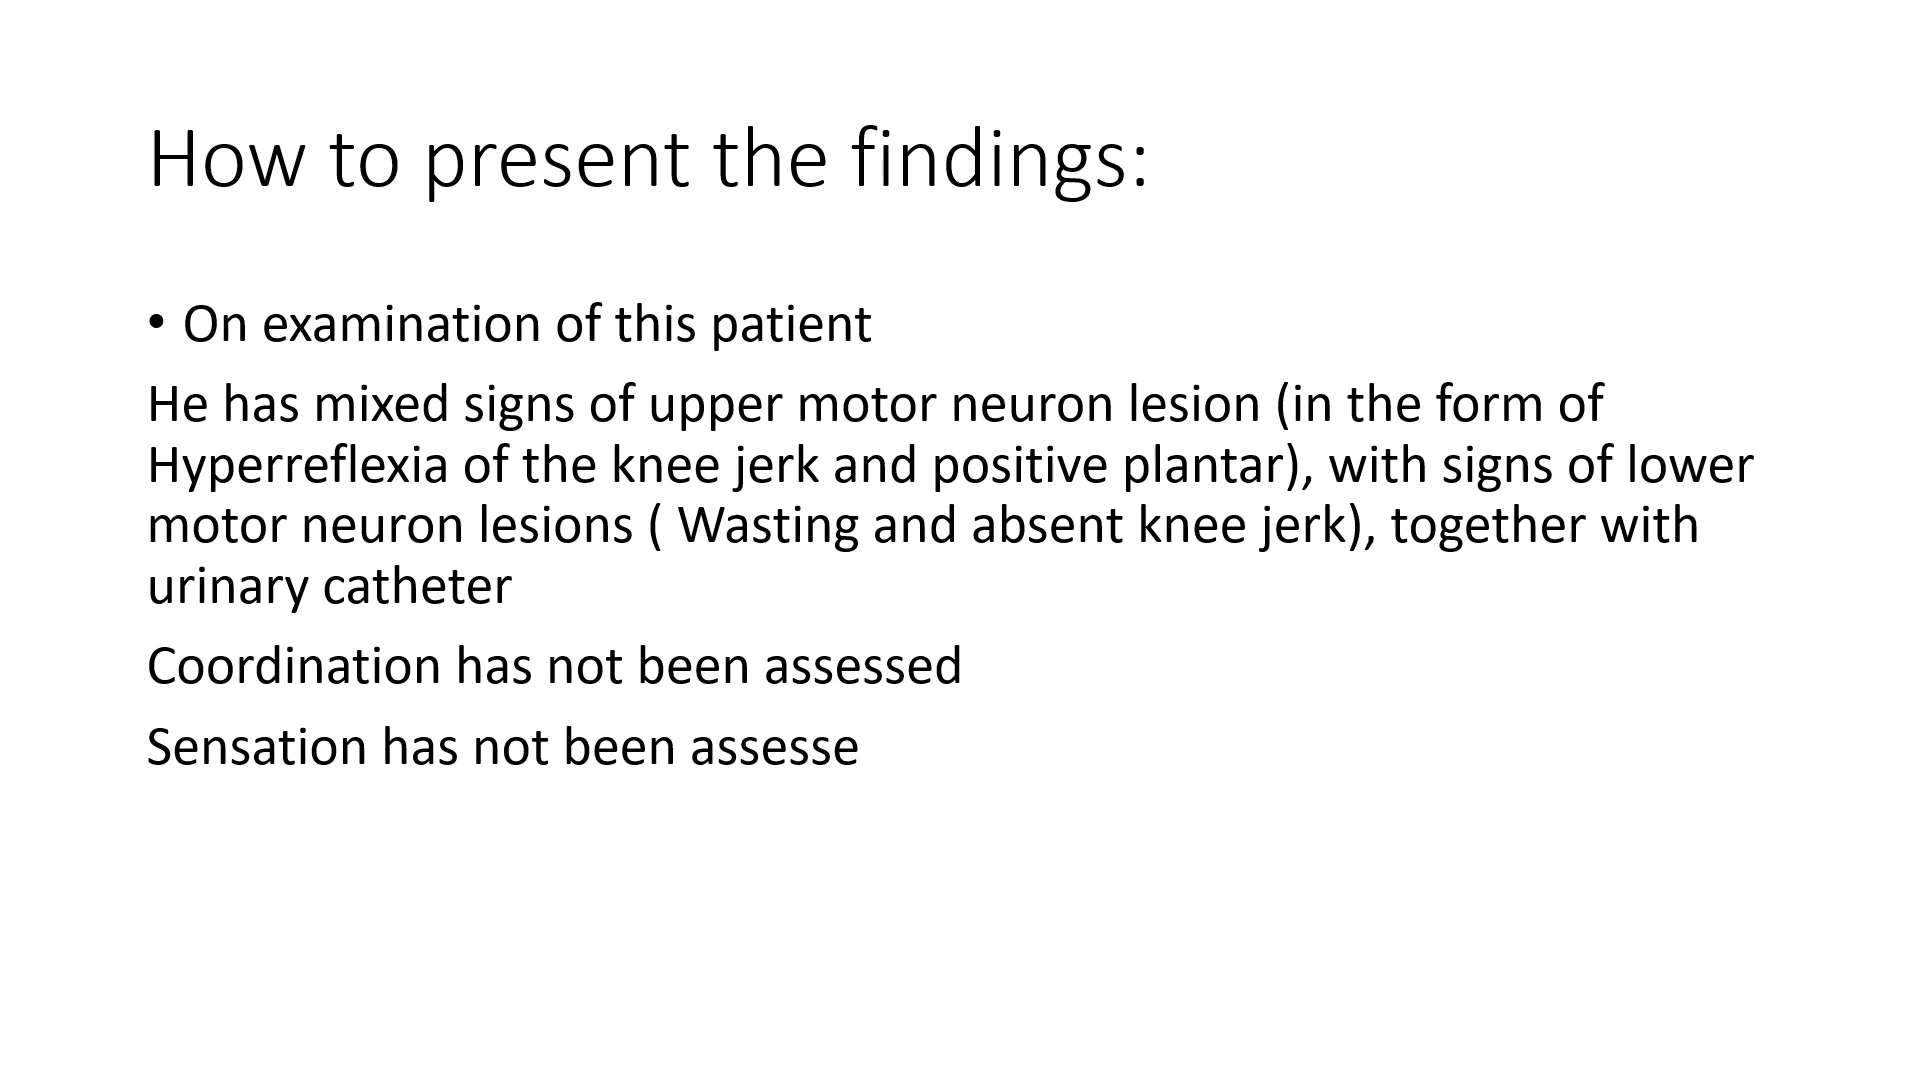 How to present the findings:
• On examination of this patient
He has mixed signs of upper motor neuron lesion (in the form of
Hyperreflexia of the knee jerk and positive plantar), with signs of lower
motor neuron lesions ( Wasting and absent knee jerk), together with
urinary catheter
Coordination has not been assessed
Sensation has not been assesse